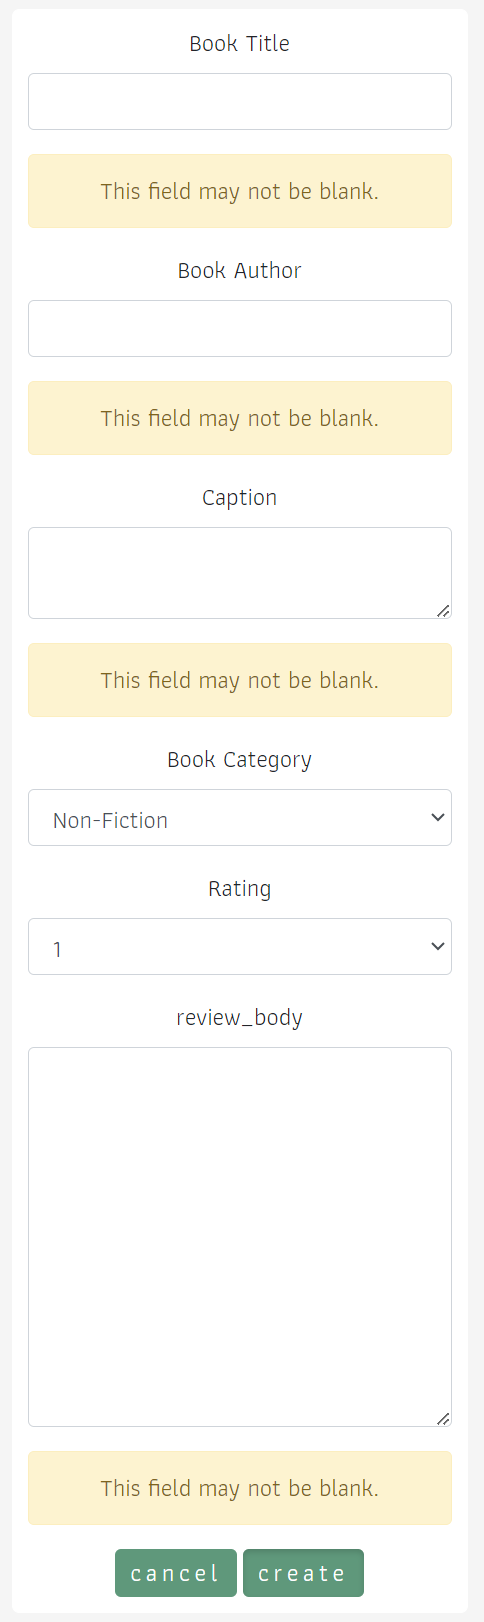 Book Title
This field may not be blank.
Book Author
This field may not be blank.
Caption
This field may not be blank.
Book Category
Non-Fiction
Rating
1
review_body
This field may not be blank.
cancel create